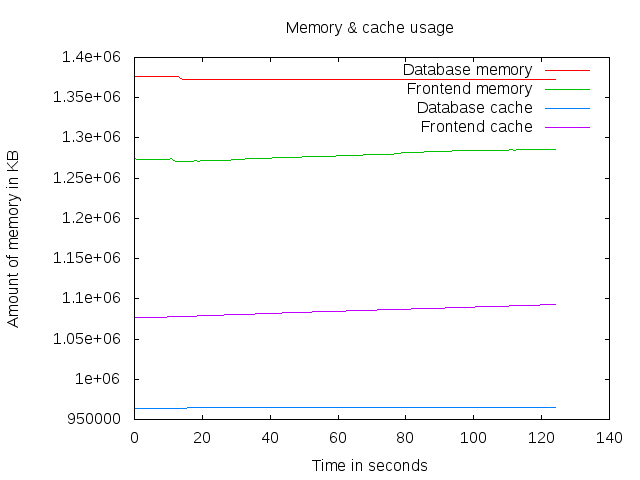 Memory & cache usage
1.4e+06
1.35e+06
1.3e+06
1.25e+06
1.2e+06
1.15e+06
1.1e+06
1.05e+06
1e+06
950000
Amount of memory in KB
Database memory
Frontend memory
Database cache
Frontend cache
0 20 40 60 80 100 120 140
Time in seconds